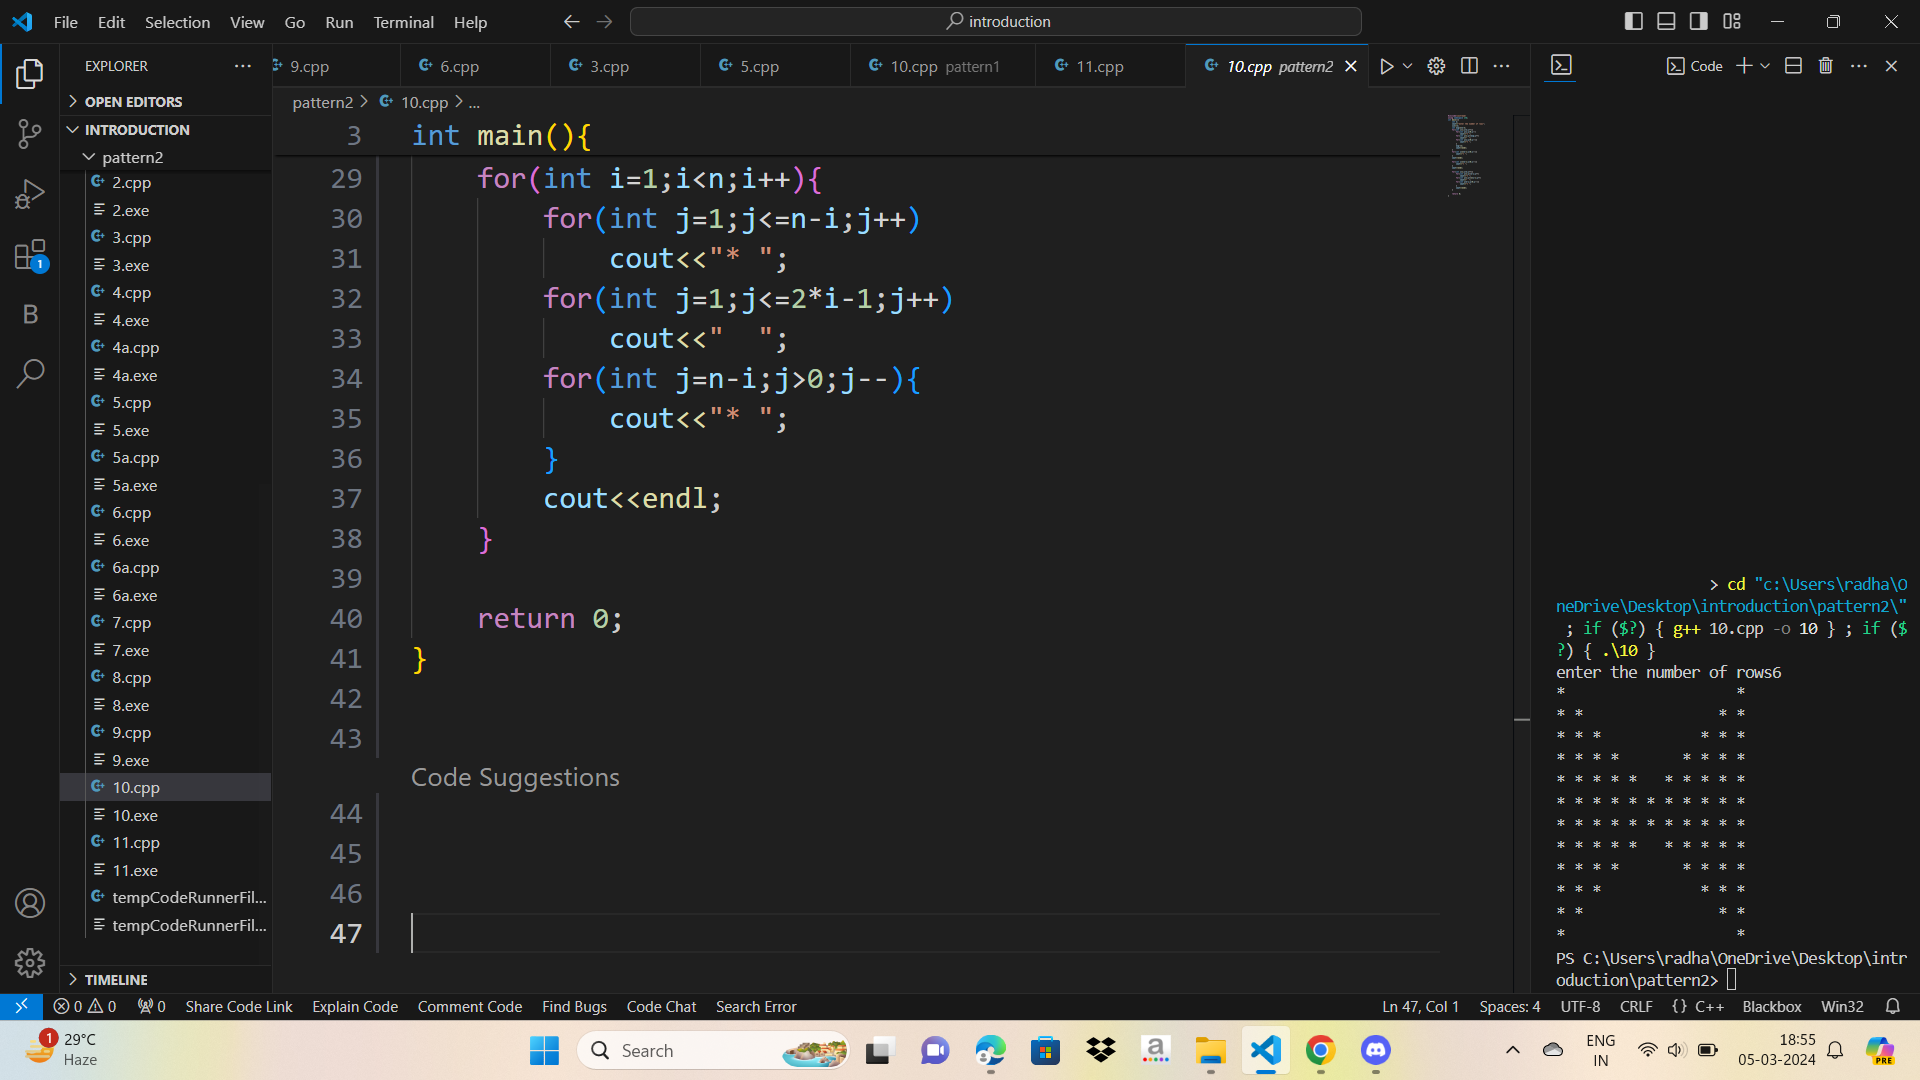 File Edit Selection View Go Run Terminal Help
introduction
EXPLORER
OPEN EDITORS
INTRODUCTION
pattern2
2.cpp
2.exe
3.cpp
3.exe
4.cpp
4.exe
4a.cpp
4a.exe
5.cpp
5.exe
5a.cpp
5a.exe
6.cpp
6.exe
6a.cpp
6a.exe
7.cpp
7.exe
8.cpp
8.exe
9.cpp
9.exe
10.cpp
10.exe
11.cpp
11.exe
tempCodeRunnerFil...
tempCodeRunnerFil...
TIMELINE
9.cpp 6.cpp 3.cpp 5.cpp 10.cpp pattern1 11.cpp 10.cpp pattern2
pattern2 > 10.cpp > ...
3 int main(){
29 for(int i=1;i<n;i++){
30 for(int j=1;j<=n-i;j++)
31 cout<<"* ";
32 for(int j=1;j<=2*i-1;j++)
33 cout<<"  ";
34 for(int j=n-i;j>0;j--){
35 cout<<"* ";
36 }
37 cout<<endl;
38 }
39
40 return 0;
41 }
42
43
Code Suggestions
44
45
46
47
Code
> cd "c:\Users\radha\O
neDrive\Desktop\introduction\pattern2\"
; if ($?) { g++ 10.cpp -o 10 } ; if ($
?) { .\10 }
enter the number of rows6
*                   *
* *               * *
* * *           * * *
* * * *       * * * *
* * * * *   * * * * *
* * * * * * * * * * *
* * * * * * * * * * *
* * * * *   * * * * *
* * * *       * * * *
* * *           * * *
* *               * *
*                   *
PS C:\Users\radha\OneDrive\Desktop\intr
oduction\pattern2>
0 0 0 Share Code Link Explain Code Comment Code Find Bugs Code Chat Search Error Ln 47, Col 1 Spaces: 4 UTF-8 CRLF {} C++ Blackbox Win32
1
29°C
Haze
Search
ENG
IN
18:55
05-03-2024
PRE